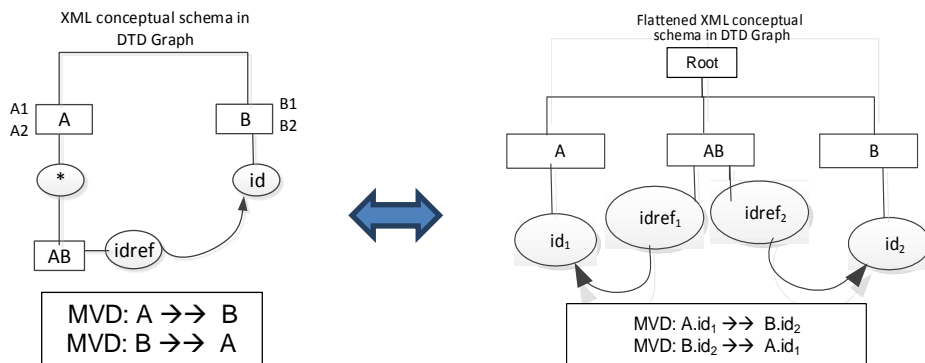 XML conceptual schema in
DTD Graph
A1
A2
A
B
B1
B2
*
id
AB
idref
MVD: A →→ B
MVD: B →→ A
Flattened XML conceptual
schema in DTD Graph
Root
A
AB
B
id₁
idref₁
idref₂
id₂
MVD: A.id₁ →→ B.id₂
MVD: B.id₂ →→ A.id₁